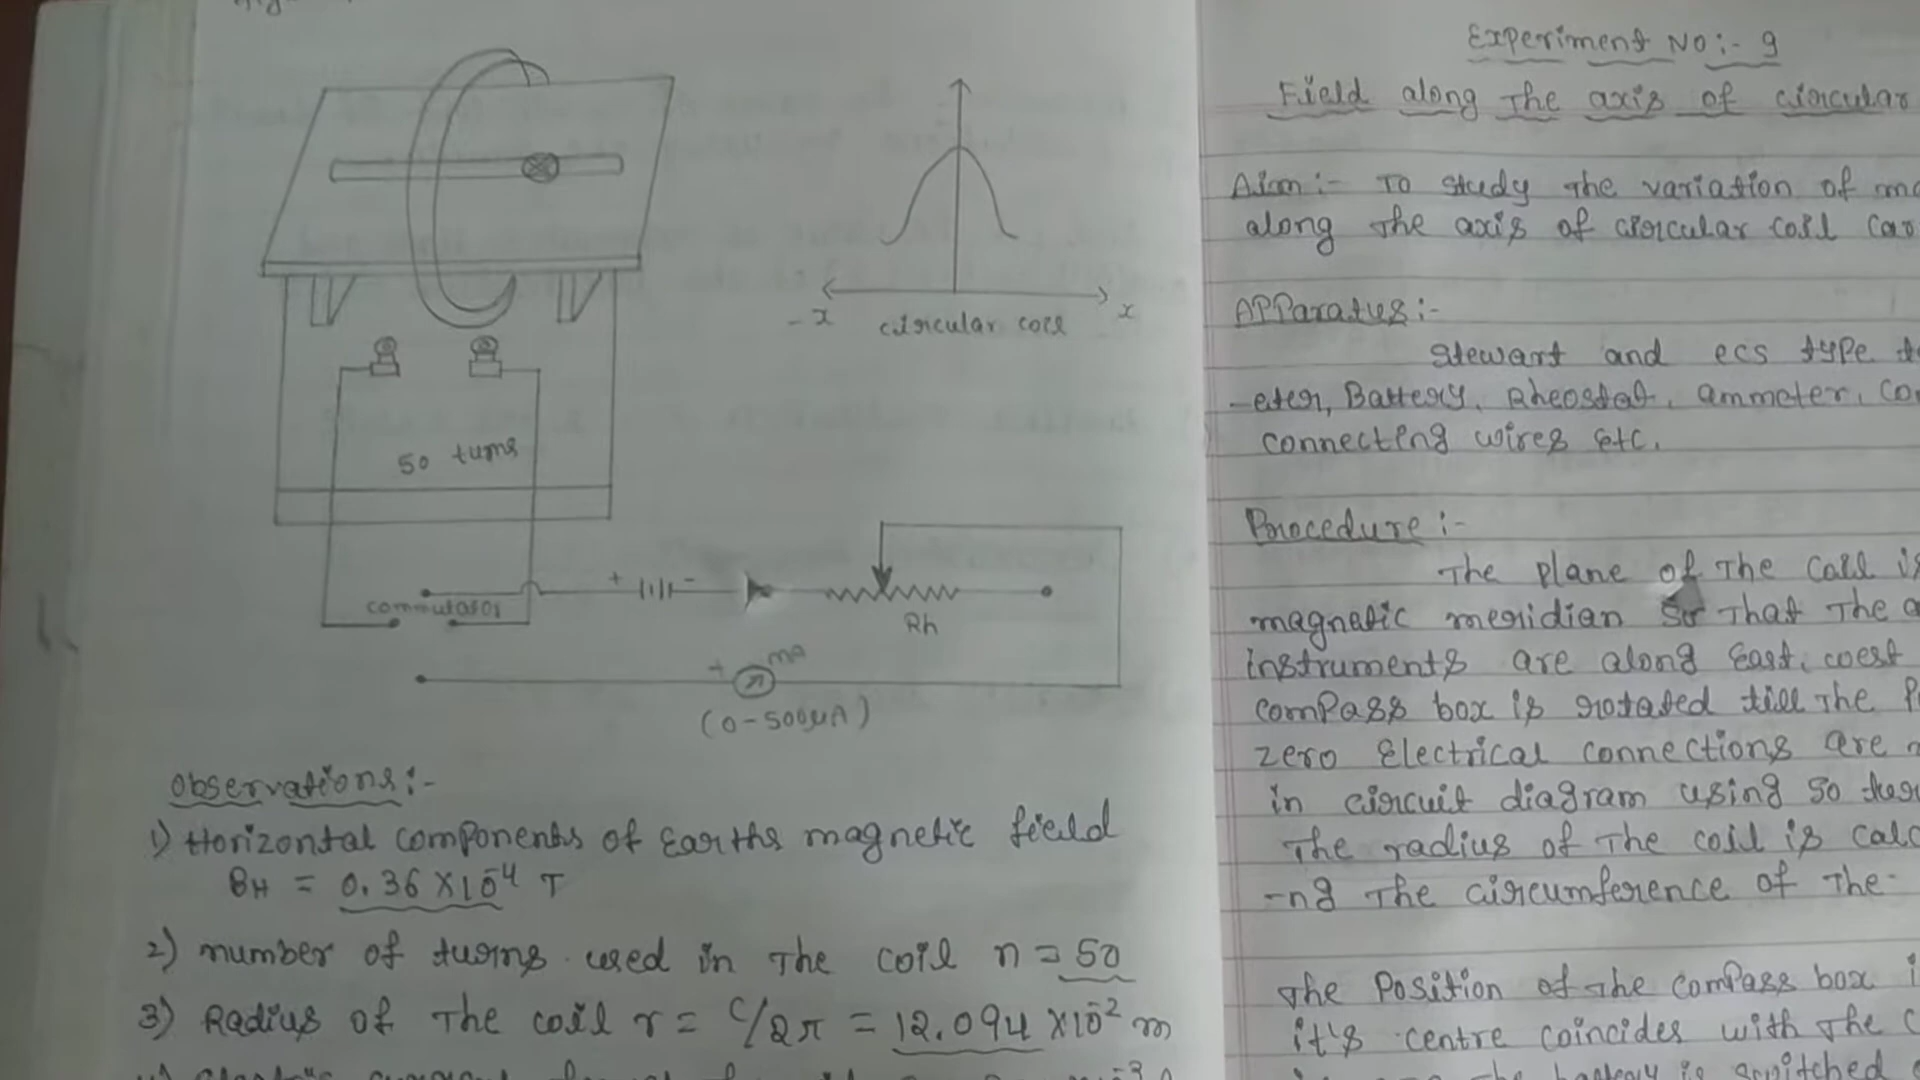 -x
x
circular coil
50 turns
+
-
commutator
Rh
+
mA
(0-500μA)
Observations:-
1) Horizontal components of Earths magnetic field
BH = 0.36 X10⁻⁴ T
2) number of turns used in The coil n = 50
3) Radius of The coil r = C/2π = 12.094 X10⁻² m
Experiment No:- 9
Field along The axis of circular
Aim:- To study The variation of
along The axis of circular coil
Apparatus:-
Stewart and ecs type
-eter, Battery, Rheostat, ammeter,
connecting wires etc.
Procedure:-
The plane of The coil is
magnetic meridian So That The
instruments are along East, west
compass box is rotated till The
zero Electrical connections are
in circuit diagram using 50
The radius of The coil is
-ng The circumference of The
The Position of The compass box
it's centre coincides with The